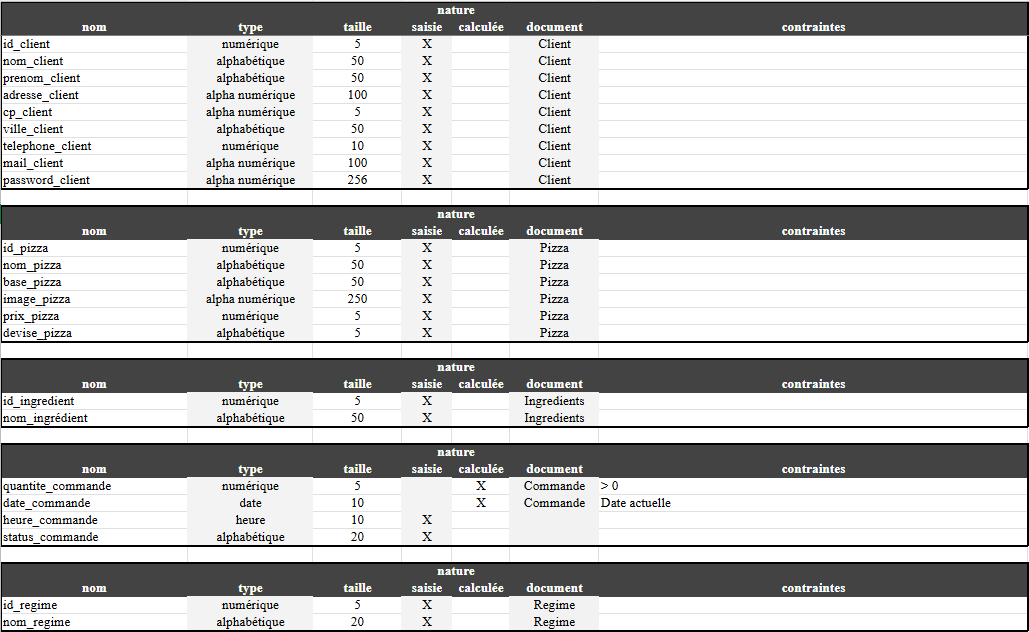 nature
nom type taille saisie calculée document contraintes
id_client numérique 5 X Client
nom_client alphabétique 50 X Client
prenom_client alphabétique 50 X Client
adresse_client alpha numérique 100 X Client
cp_client alpha numérique 5 X Client
ville_client alphabétique 50 X Client
telephone_client numérique 10 X Client
mail_client alpha numérique 100 X Client
password_client alpha numérique 256 X Client
nature
nom type taille saisie calculée document contraintes
id_pizza numérique 5 X Pizza
nom_pizza alphabétique 50 X Pizza
base_pizza alphabétique 50 X Pizza
image_pizza alpha numérique 250 X Pizza
prix_pizza numérique 5 X Pizza
devise_pizza alphabétique 5 X Pizza
nature
nom type taille saisie calculée document contraintes
id_ingredient numérique 5 X Ingredients
nom_ingrédient alphabétique 50 X Ingredients
nature
nom type taille saisie calculée document contraintes
quantite_commande numérique 5 X Commande > 0
date_commande date 10 X Commande Date actuelle
heure_commande heure 10 X
status_commande alphabétique 20 X
nature
nom type taille saisie calculée document contraintes
id_regime numérique 5 X Regime
nom_regime alphabétique 20 X Regime